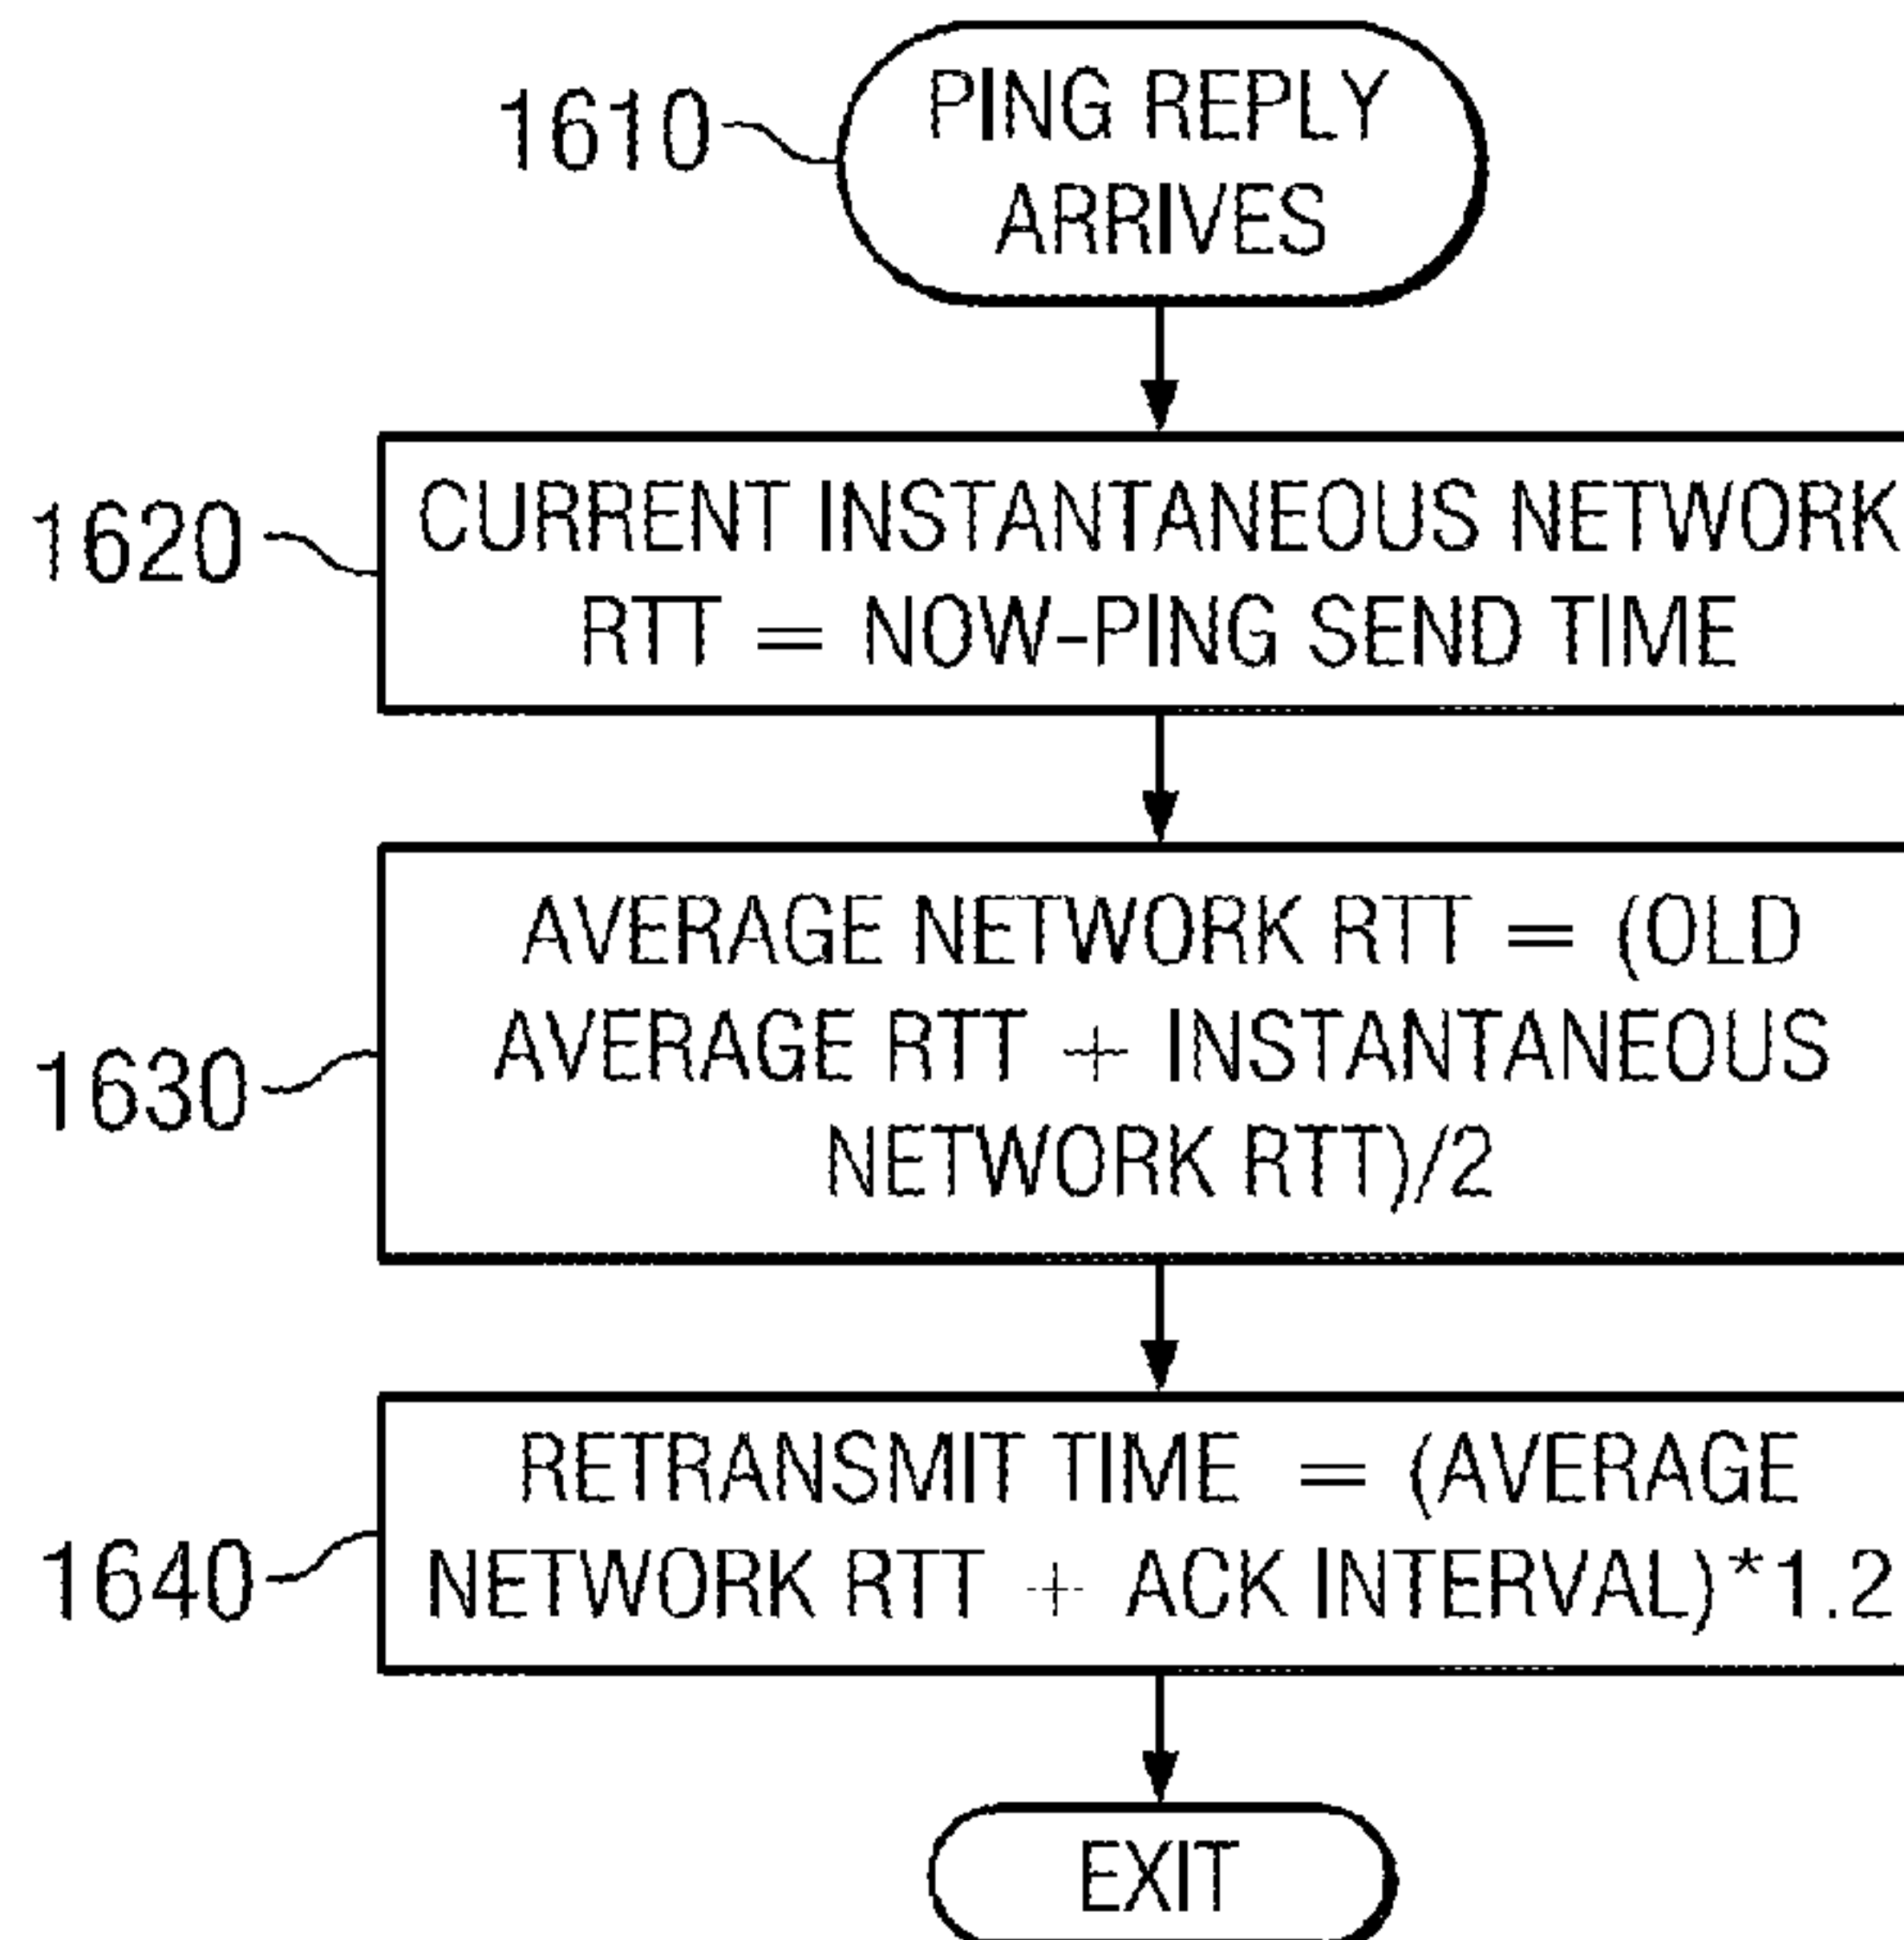 1610
PING REPLY
ARRIVES
1620
CURRENT INSTANTANEOUS NETWORK
RTT = NOW-PING SEND TIME
1630
AVERAGE NETWORK RTT = (OLD
AVERAGE RTT + INSTANTANEOUS
NETWORK RTT)/2
1640
RETRANSMIT TIME = (AVERAGE
NETWORK RTT + ACK INTERVAL)*1.2
EXIT